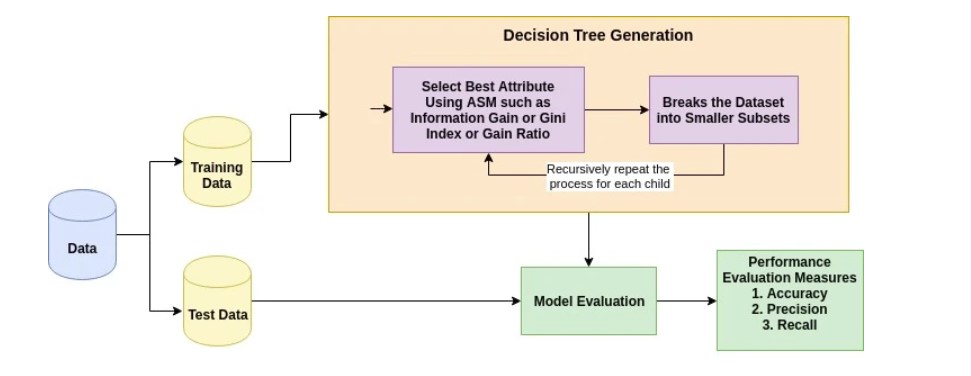 Decision Tree Generation
Select Best Attribute
Using ASM such as
Information Gain or Gini
Index or Gain Ratio
Breaks the Dataset
into Smaller Subsets
Recursively repeat the
process for each child
Training
Data
Data
Test Data
Model Evaluation
Performance
Evaluation Measures
1. Accuracy
2. Precision
3. Recall